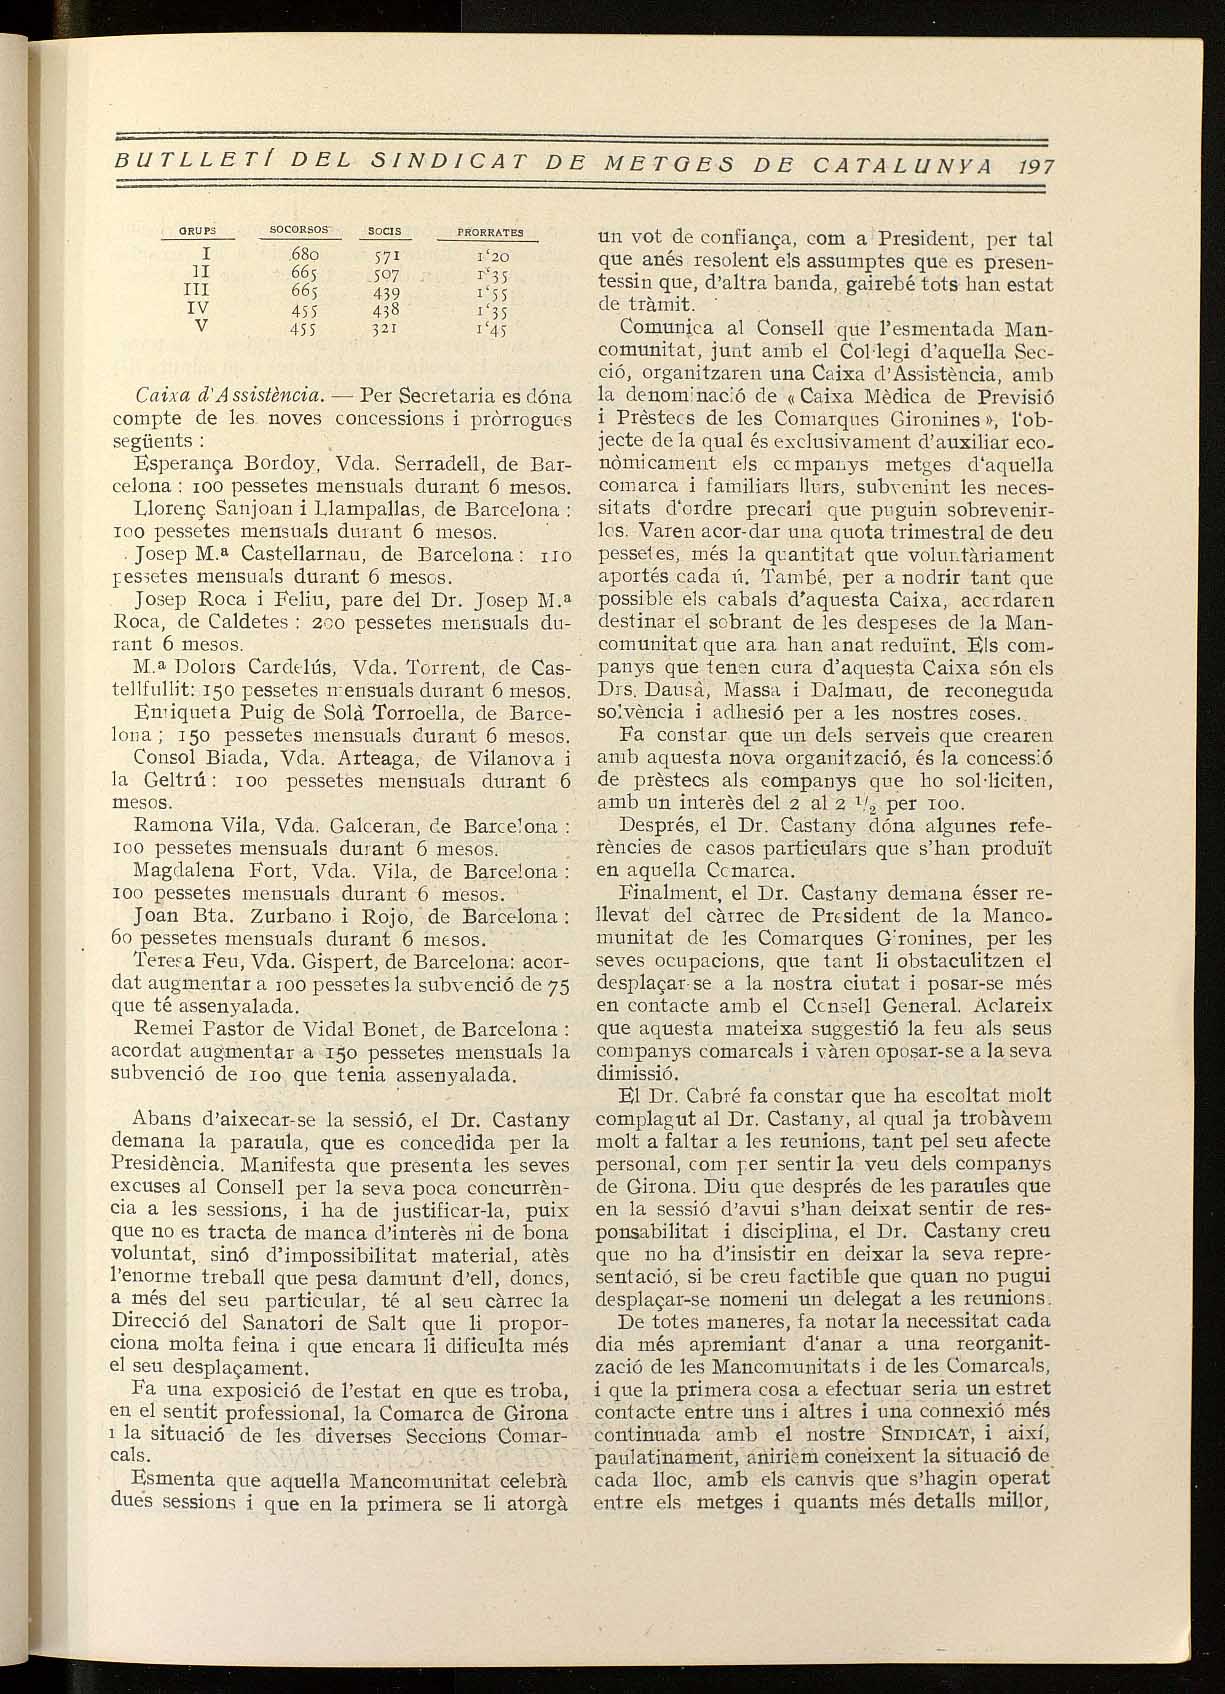 BUTLLETÍ DEL SINDICAT DE METGES DE CATALUNYA 197
GRUPS SOCORSOS SOCIS PRORRATES
I 680 571 1‘20
II 665 507 1‘35
III 665 439 1‘55
IV 455 438 1‘35
V 455 321 1‘45
Caixa d'Assistència. — Per Secretaria es dóna
compte de les noves concessions i pròrrogues
següents :
Esperança Bordoy, Vda. Serradell, de Bar-
celona : 100 pessetes mensuals durant 6 mesos.
Llorenç Sanjoan i Llampallas, de Barcelona :
100 pessetes mensuals durant 6 mesos.
Josep M.ª Castellarnau, de Barcelona : 110
pessetes mensuals durant 6 mesos.
Josep Roca i Feliu, pare del Dr. Josep M.ª
Roca, de Caldetes : 200 pessetes mensuals du-
rant 6 mesos.
M.ª Dolors Cardelús, Vda. Torrent, de Cas-
tellfullit: 150 pessetes mensuals durant 6 mesos.
Enriqueta Puig de Solà Torroella, de Barce-
lona ; 150 pessetes mensuals durant 6 mesos.
Consol Biada, Vda. Arteaga, de Vilanova i
la Geltrú : 100 pessetes mensuals durant 6
mesos.
Ramona Vila, Vda. Galceran, de Barcelona :
100 pessetes mensuals durant 6 mesos.
Magdalena Fort, Vda. Vila, de Barcelona :
100 pessetes mensuals durant 6 mesos.
Joan Bta. Zurbano i Rojo, de Barcelona :
60 pessetes mensuals durant 6 mesos.
Teresa Feu, Vda. Gispert, de Barcelona: acor-
dat augmentar a 100 pessetes la subvenció de 75
que té assenyalada.
Remei Pastor de Vidal Bonet, de Barcelona :
acordat augmentar a 150 pessetes mensuals la
subvenció de 100 que tenia assenyalada.
Abans d'aixecar-se la sessió, el Dr. Castany
demana la paraula, que es concedida per la
Presidència. Manifesta que presenta les seves
excuses al Consell per la seva poca concurrèn-
cia a les sessions, i ha de justificar-la, puix
que no es tracta de manca d'interès ni de bona
voluntat, sinó d'impossibilitat material, atès
l'enorme treball que pesa damunt d'ell, doncs,
a més del seu particular, té al seu càrrec la
Direcció del Sanatori de Salt que li propor-
ciona molta feina i que encara li dificulta més
el seu desplaçament.
Fa una exposició de l'estat en que es troba,
en el sentit professional, la Comarca de Girona
i la situació de les diverses Seccions Comar-
cals.
Esmenta que aquella Mancomunitat celebrà
dues sessions i que en la primera se li atorgà
un vot de confiança, com a President, per tal
que anés resolent els assumptes que es presen-
tessin que, d'altra banda, gairebé tots han estat
de tràmit.
Comunica al Consell que l'esmentada Man-
comunitat, junt amb el Col·legi d'aquella Sec-
ció, organitzaren una Caixa d'Assistència, amb
la denominació de « Caixa Mèdica de Previsió
i Prèstecs de les Comarques Gironines », l'ob-
jecte de la qual és exclusivament d'auxiliar eco-
nòmicament els companys metges d'aquella
comarca i familiars llurs, subvenint les neces-
sitats d'ordre precari que puguin sobrevenir-
los. Varen acor-dar una quota trimestral de deu
pessetes, més la quantitat que voluntàriament
aportés cada ú. També, per a nodrir tant que
possible els cabals d'aquesta Caixa, acordaren
destinar el sobrant de les despeses de la Man-
comunitat que ara han anat reduïnt. Els com-
panys que tenen cura d'aquesta Caixa són els
Drs. Dausà, Massa i Dalmau, de reconeguda
solvència i adhesió per a les nostres coses.
Fa constar que un dels serveis que crearen
amb aquesta nova organització, és la concessió
de prèstecs als companys que ho sol·liciten,
amb un interès del 2 al 2 1/2 per 100.
Després, el Dr. Castany dóna algunes refe-
rències de casos particulars que s'han produït
en aquella Comarca.
Finalment, el Dr. Castany demana ésser re-
llevat del càrrec de President de la Manco-
munitat de les Comarques Gironines, per les
seves ocupacions, que tant li obstaculitzen el
desplaçar-se a la nostra ciutat i posar-se més
en contacte amb el Consell General. Aclareix
que aquesta mateixa suggestió la feu als seus
companys comarcals i vàren oposar-se a la seva
dimissió.
El Dr. Cabré fa constar que ha escoltat molt
complagut al Dr. Castany, al qual ja trobàvem
molt a faltar a les reunions, tant pel seu afecte
personal, com per sentir la veu dels companys
de Girona. Diu que després de les paraules que
en la sessió d'avui s'han deixat sentir de res-
ponsabilitat i disciplina, el Dr. Castany creu
que no ha d'insistir en deixar la seva repre-
sentació, si be creu factible que quan no pugui
desplaçar-se nomeni un delegat a les reunions.
De totes maneres, fa notar la necessitat cada
dia més apremiant d'anar a una reorganit-
zació de les Mancomunitats i de les Comarcals,
i que la primera cosa a efectuar seria un estret
contacte entre uns i altres i una connexió més
continuada amb el nostre SINDICAT, i així,
paulatinament, aniriem coneixent la situació de
cada lloc, amb els canvis que s'hagin operat
entre els metges i quants més detalls millor,